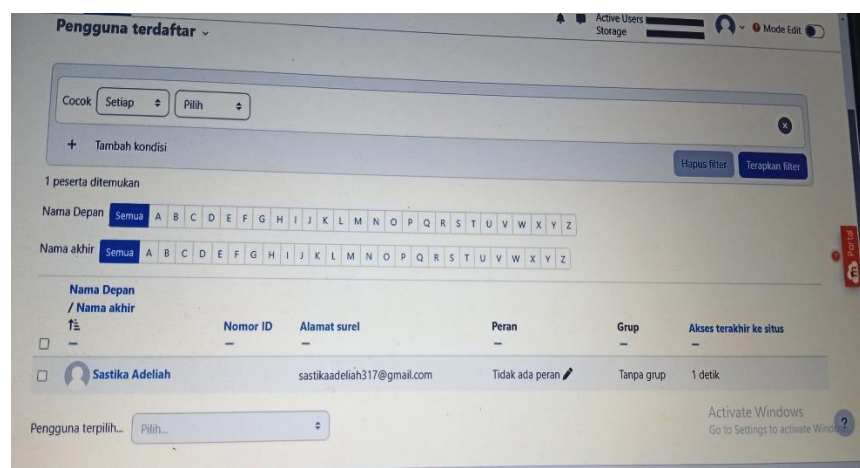 Pengguna terdaftar
Active Users
Storage
Mode Edit
Cocok Setiap Pilih
+ Tambah kondisi
Hapus filter Terapkan filter
1 peserta ditemukan
Nama Depan Semua A B C D E F G H I J K L M N O P Q R S T U V W X Y Z
Nama akhir Semua A B C D E F G H I J K L M N O P Q R S T U V W X Y Z
Portal
Nama Depan
/ Nama akhir
Nomor ID Alamat surel Peran Grup Akses terakhir ke situs
Sastika Adeliah sastikaadeliah317@gmail.com Tidak ada peran Tanpa grup 1 detik
Pengguna terpilih... Pilih...
Activate Windows
Go to Settings to activate Windo
?